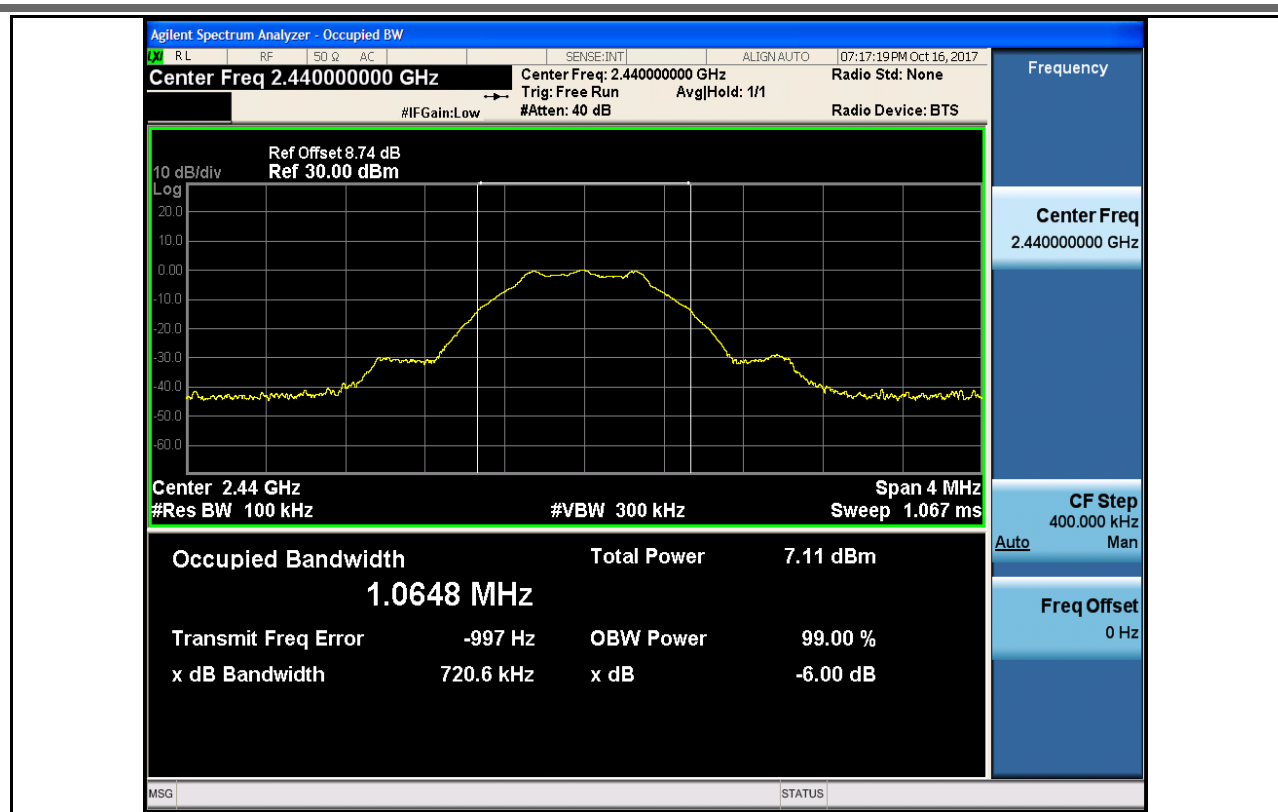 Agilent Spectrum Analyzer - Occupied BW
LXI RL RF 50 Ω AC SENSE:INT ALIGN AUTO 07:17:19 PM Oct 16, 2017
Center Freq 2.440000000 GHz
Center Freq: 2.440000000 GHz Radio Std: None
Trig: Free Run Avg|Hold: 1/1
#IFGain:Low #Atten: 40 dB Radio Device: BTS
Ref Offset 8.74 dB
10 dB/div Ref 30.00 dBm
Log
20.0
10.0
0.00
-10.0
-20.0
-30.0
-40.0
-50.0
-60.0
Center 2.44 GHz Span 4 MHz
#Res BW 100 kHz #VBW 300 kHz Sweep 1.067 ms
Occupied Bandwidth Total Power 7.11 dBm
1.0648 MHz
Transmit Freq Error -997 Hz OBW Power 99.00 %
x dB Bandwidth 720.6 kHz x dB -6.00 dB
Frequency
Center Freq
2.440000000 GHz
CF Step
400.000 kHz
Auto Man
Freq Offset
0 Hz
MSG STATUS